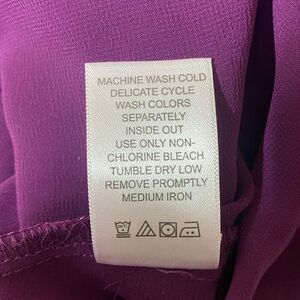 MACHINE WASH COLD
DELICATE CYCLE
WASH COLORS
SEPARATELY
INSIDE OUT
USE ONLY NON-
CHLORINE BLEACH
TUMBLE DRY LOW
REMOVE PROMPTLY
MEDIUM IRON